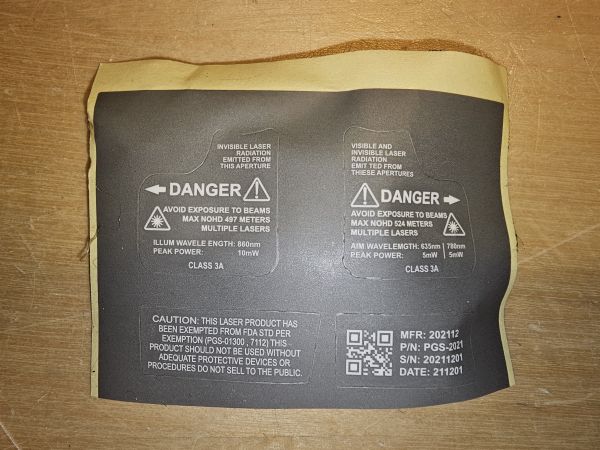 INVISIBLE LASER
RADIATION
EMITTED FROM
THIS APERTURE
DANGER
AVOID EXPOSURE TO BEAMS
MAX NOHD 497 METERS
MULTIPLE LASERS
ILLUM WAVELE ENGTH: 860nm
PEAK POWER: 10mW
CLASS 3A
VISIBLE AND
INVISIBLE LASER
RADIATION
EMIT TED FROM
THIESE APERTURES
DANGER
AVOID EXPOSURE TO BEAMS
MAX NOHD 524 METERS
MULTIPLE LASERS
AIM WAVELEMGTH: 635nm 780nm
PEAK POWER: 5mW 5mW
CLASS 3A
CAUTION: THIS LASER PRODUCT HAS
BEEN EXEMPTED FROM FDA STD PER
EXEMPTION (PGS-01300 , 7112) THIS
PRODUCT SHOULD NOT BE USED WITHOUT
ADEQUATE PROTECTIVE DEVICES OR
PROCEDURES DO NOT SELL TO THE PUBLIC.
MFR: 202112
P/N: PGS-2021
S/N: 20211201
DATE: 211201